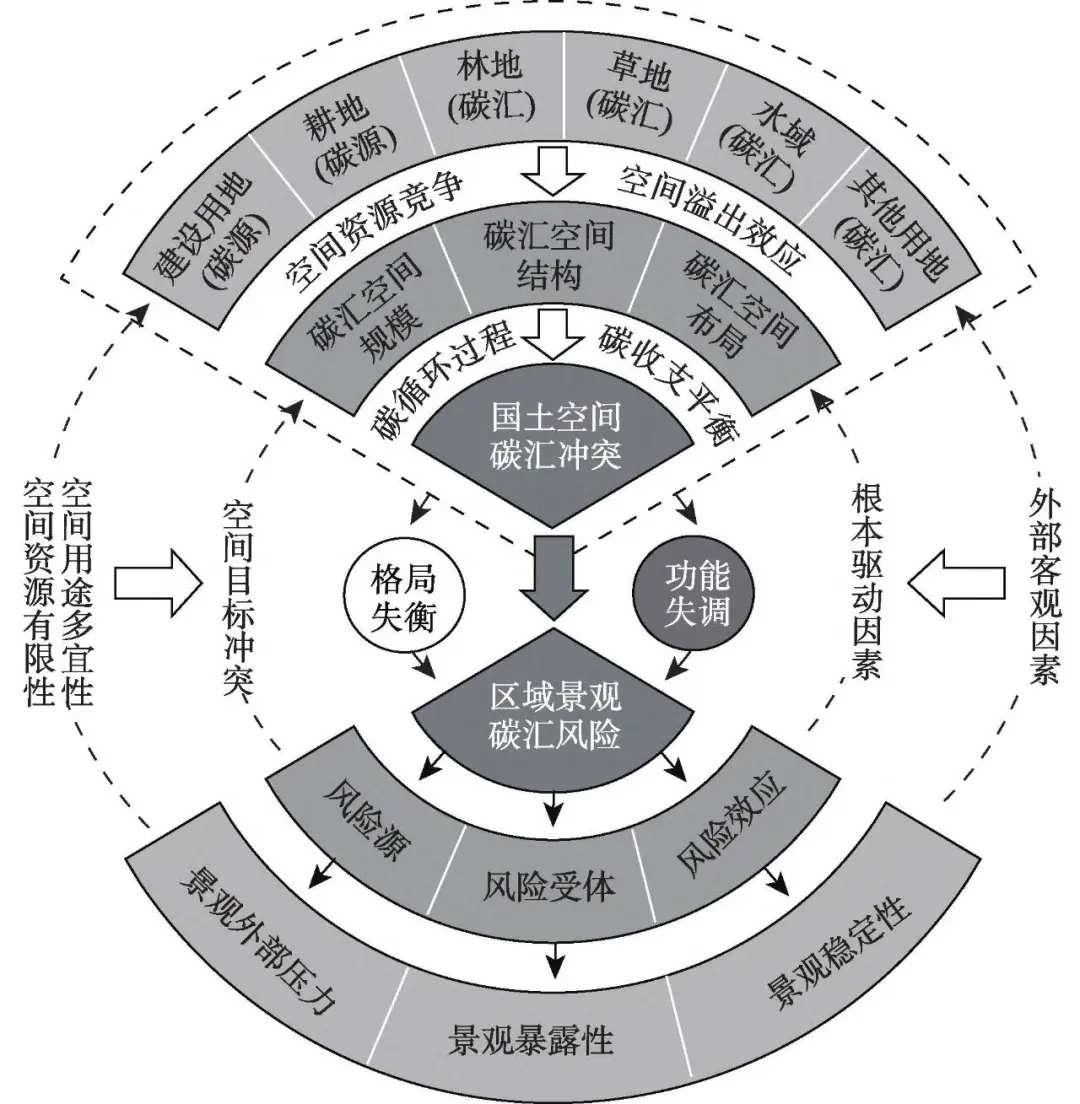 建设用地
(碳源)
耕地
(碳源)
林地
(碳汇)
草地
(碳汇)
水域
(碳汇)
其他用地
(碳汇)
空间资源竞争
空间溢出效应
碳汇空间
规模
碳汇空间
结构
碳汇空间
布局
碳循环过程
碳收支平衡
国土空间
碳汇冲突
空间资源有限性
空间用途多宜性
空间目标冲突
格局
失衡
功能
失调
根本驱动因素
外部客观因素
区域景观
碳汇风险
风险源
风险受体
风险效应
景观外部压力
景观暴露性
景观稳定性